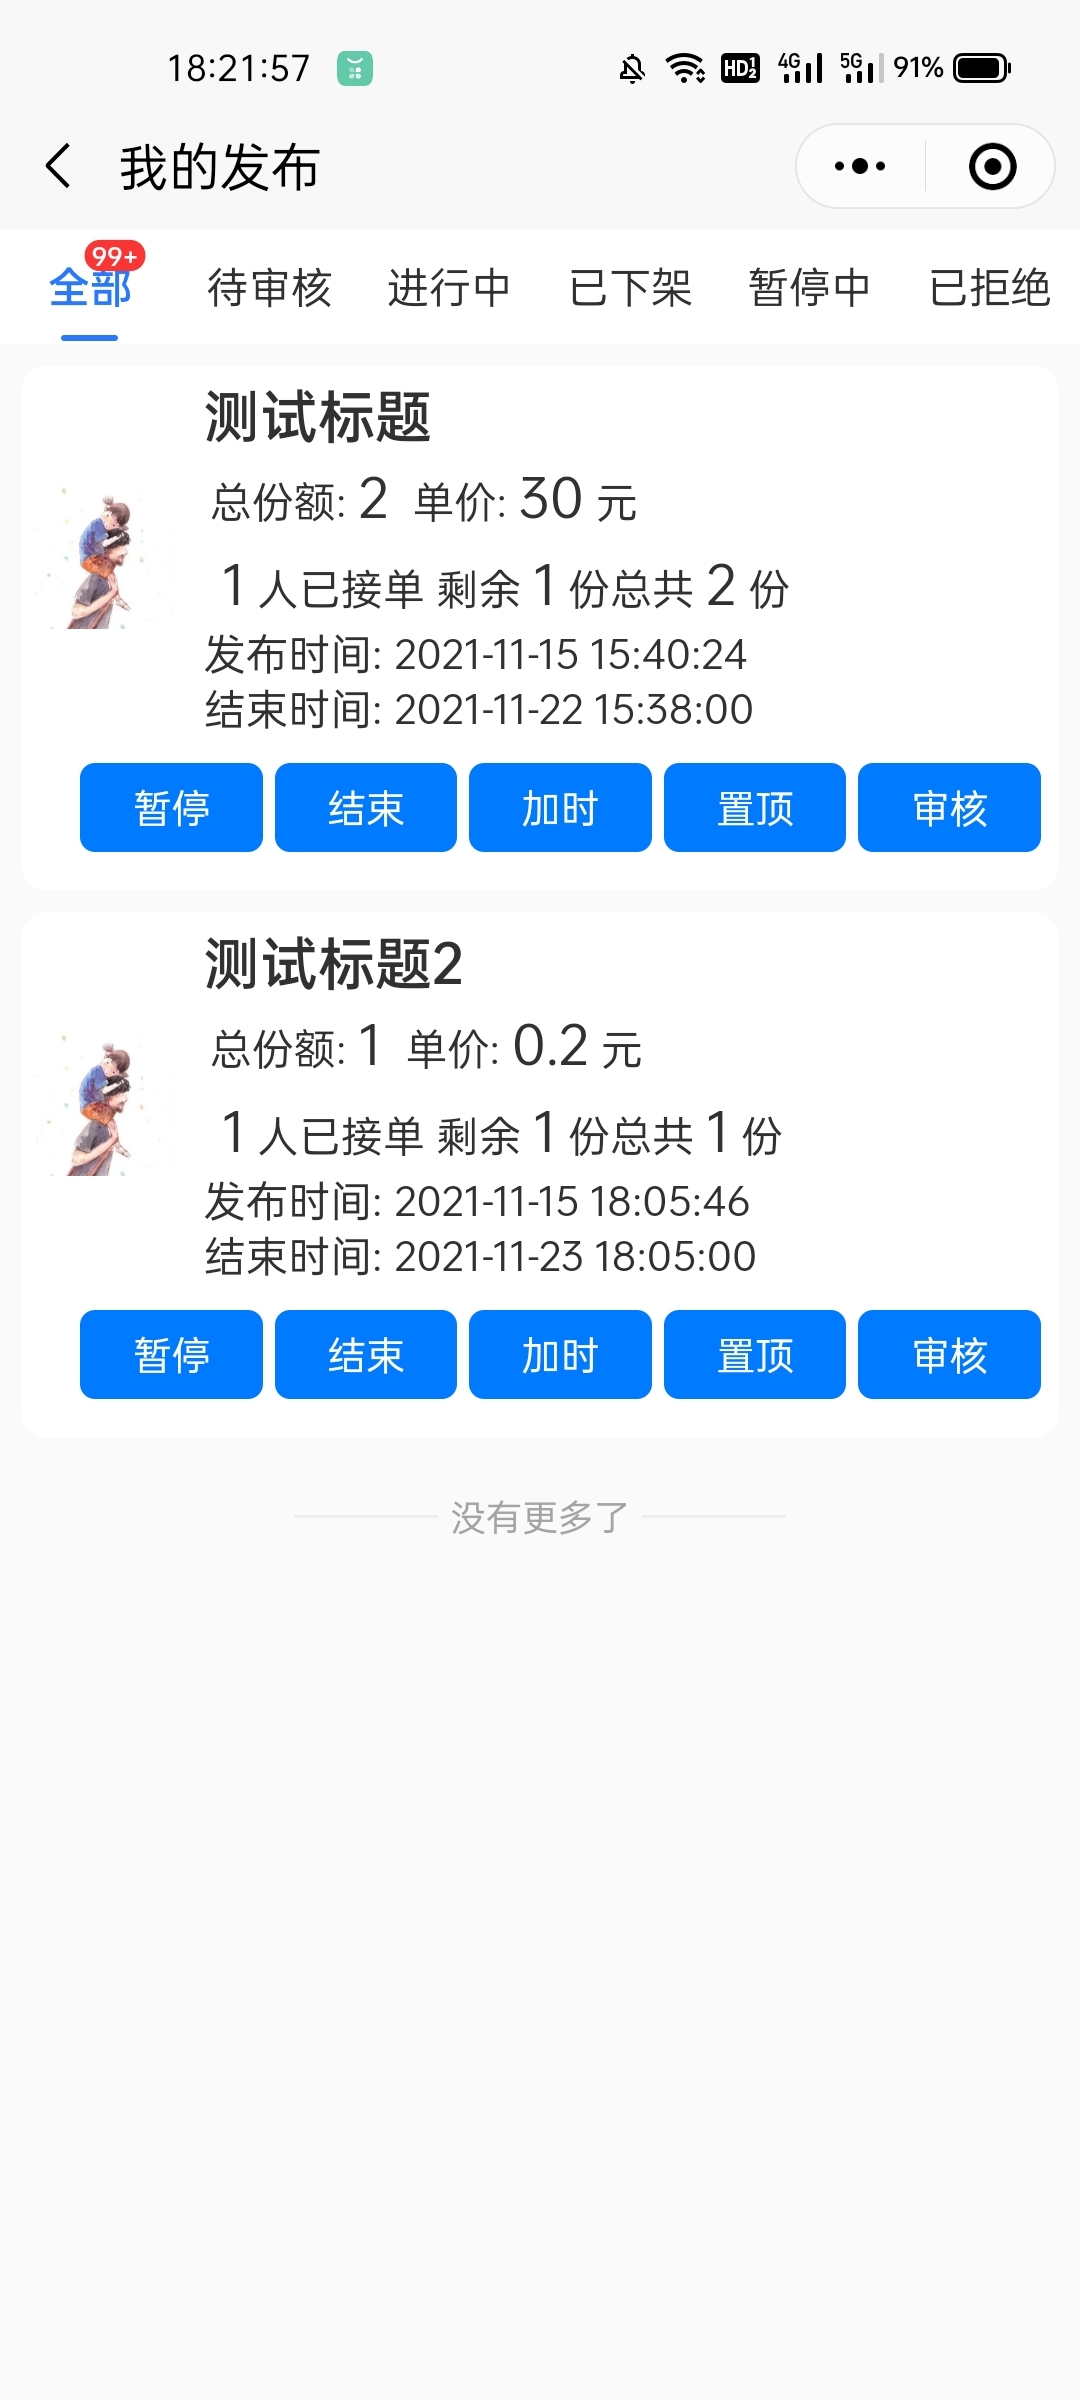 18:21:57 HD 1 2 4G 5G 91%
我的发布
99+
全部 待审核 进行中 已下架 暂停中 已拒绝
测试标题
总份额: 2 单价: 30 元
1 人已接单 剩余 1 份总共 2 份
发布时间: 2021-11-15 15:40:24
结束时间: 2021-11-22 15:38:00
暂停 结束 加时 置顶 审核
测试标题2
总份额: 1 单价: 0.2 元
1 人已接单 剩余 1 份总共 1 份
发布时间: 2021-11-15 18:05:46
结束时间: 2021-11-23 18:05:00
暂停 结束 加时 置顶 审核
没有更多了